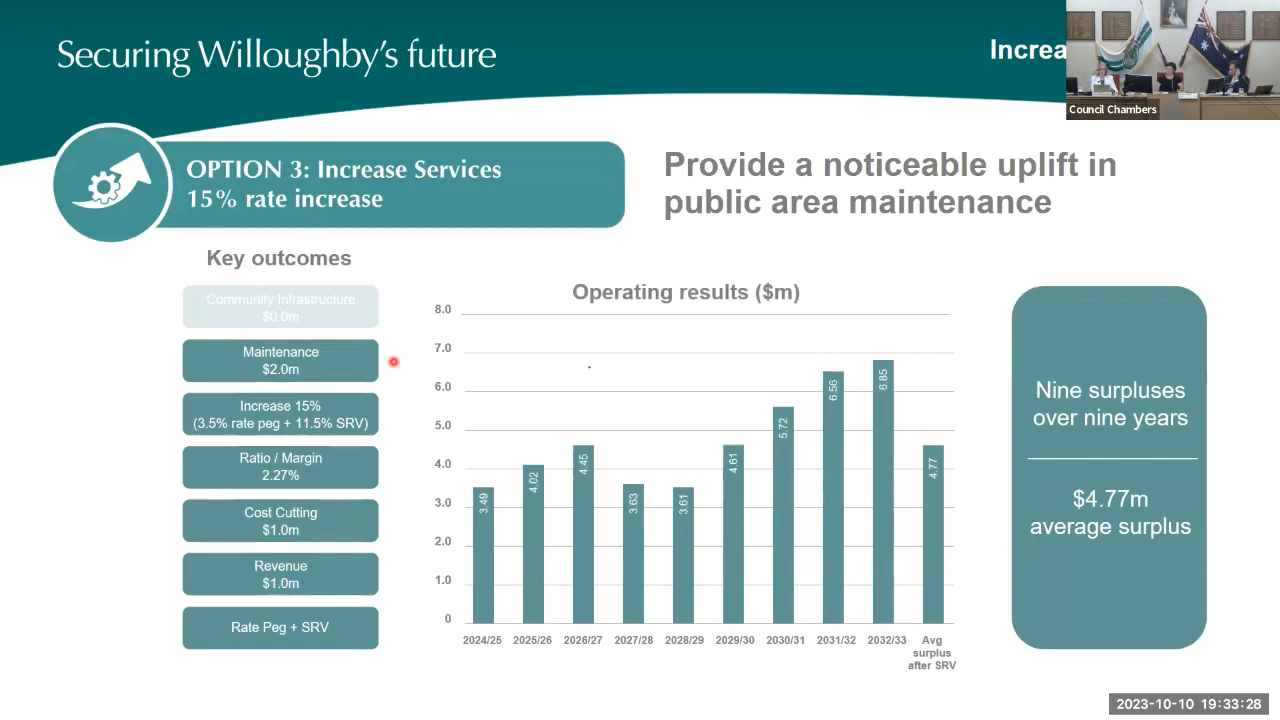 Securing Willoughby's future
Increa
Council Chambers
OPTION 3: Increase Services
15% rate increase
Provide a noticeable uplift in
public area maintenance
Key outcomes
Community Infrastructure
$0.0m
Maintenance
$2.0m
Increase 15%
(3.5% rate peg + 11.5% SRV)
Ratio / Margin
2.27%
Cost Cutting
$1.0m
Revenue
$1.0m
Rate Peg + SRV
Operating results ($m)
8.0
7.0
6.0
5.0
4.0
3.0
2.0
1.0
0
3.49
4.02
4.45
3.63
3.61
4.61
5.72
6.56
6.85
4.77
2024/25
2025/26
2026/27
2027/28
2028/29
2029/30
2030/31
2031/32
2032/33
Avg
surplus
after SRV
Nine surpluses
over nine years
$4.77m
average surplus
2023-10-10 19:33:28